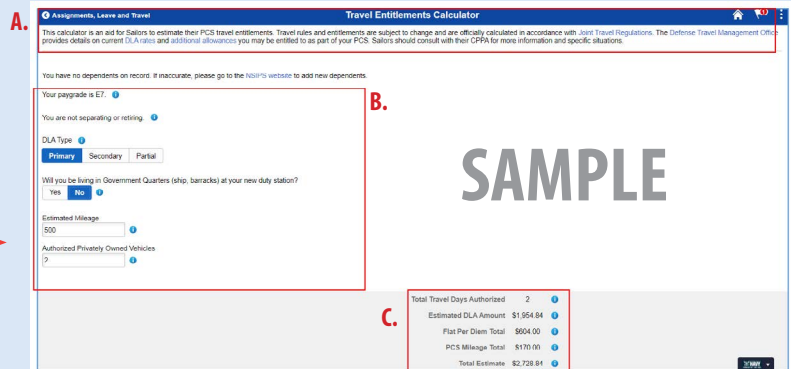 A.
Assignments, Leave and Travel
Travel Entitlements Calculator
This calculator is an aid for Sailors to estimate their PCS travel entitlements. Travel rules and entitlements are subject to change and are officially calculated in accordance with Joint Travel Regulations. The Defense Travel Management Office
provides details on current DLA rates and additional allowances you may be entitled to as part of your PCS. Sailors should consult with their CPPA for more information and specific situations.
You have no dependents on record. If inaccurate, please go to the NSIPS website to add new dependents.
B.
Your paygrade is E7.
You are not separating or retiring.
DLA Type
Primary Secondary Partial
SAMPLE
Will you be living in Government Quarters (ship, barracks) at your new duty station?
Yes No
Estimated Mileage
500
Authorized Privately Owned Vehicles
2
C.
Total Travel Days Authorized 2
Estimated DLA Amount $1,954.84
Flat Per Diem Total $604.00
PCS Mileage Total $170.00
Total Estimate $2,728.84
NAVY